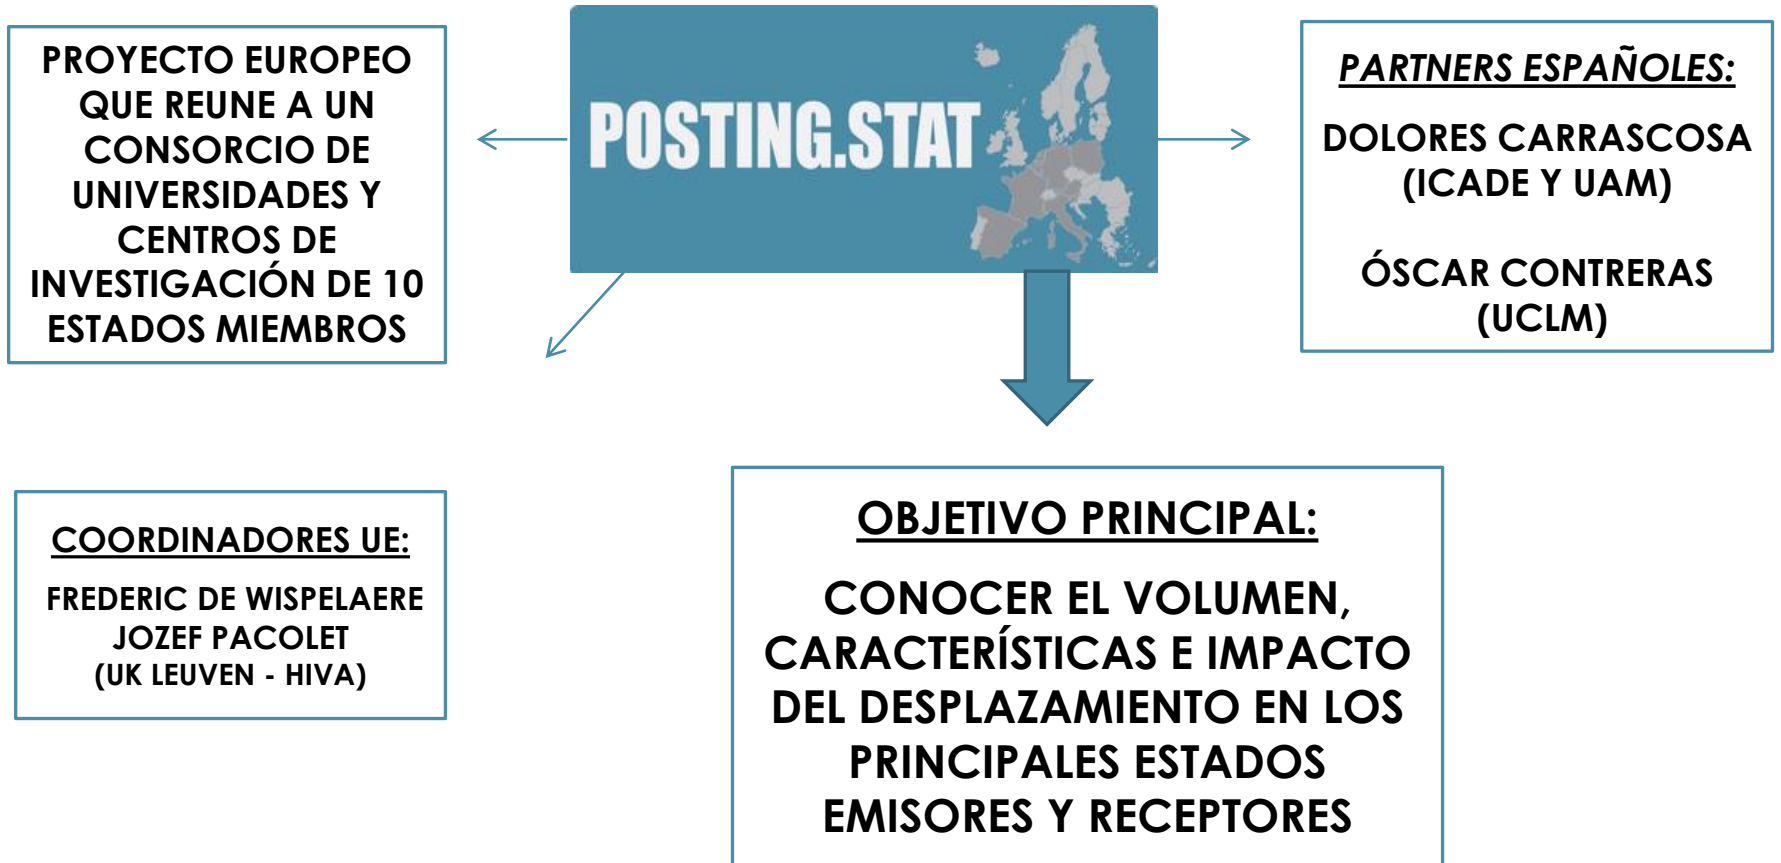 PROYECTO EUROPEO
QUE REUNE A UN
CONSORCIO DE
UNIVERSIDADES Y
CENTROS DE
INVESTIGACIÓN DE 10
ESTADOS MIEMBROS
POSTING.STAT
PARTNERS ESPAÑOLES:
DOLORES CARRASCOSA
(ICADE Y UAM)
ÓSCAR CONTRERAS
(UCLM)
COORDINADORES UE:
FREDERIC DE WISPELAERE
JOZEF PACOLET
(UK LEUVEN - HIVA)
OBJETIVO PRINCIPAL:
CONOCER EL VOLUMEN,
CARACTERÍSTICAS E IMPACTO
DEL DESPLAZAMIENTO EN LOS
PRINCIPALES ESTADOS
EMISORES Y RECEPTORES